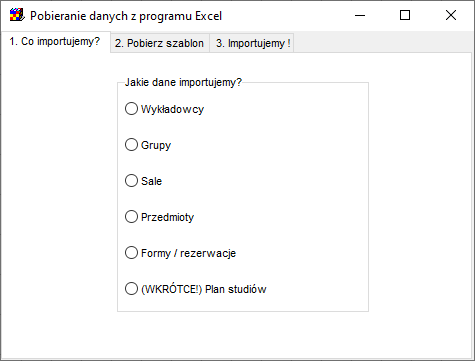 Pobieranie danych z programu Excel
1. Co importujemy? 2. Pobierz szablon 3. Importujemy !
Jakie dane importujemy?
Wykładowcy
Grupy
Sale
Przedmioty
Formy / rezerwacje
(WKRÓTCE!) Plan studiów